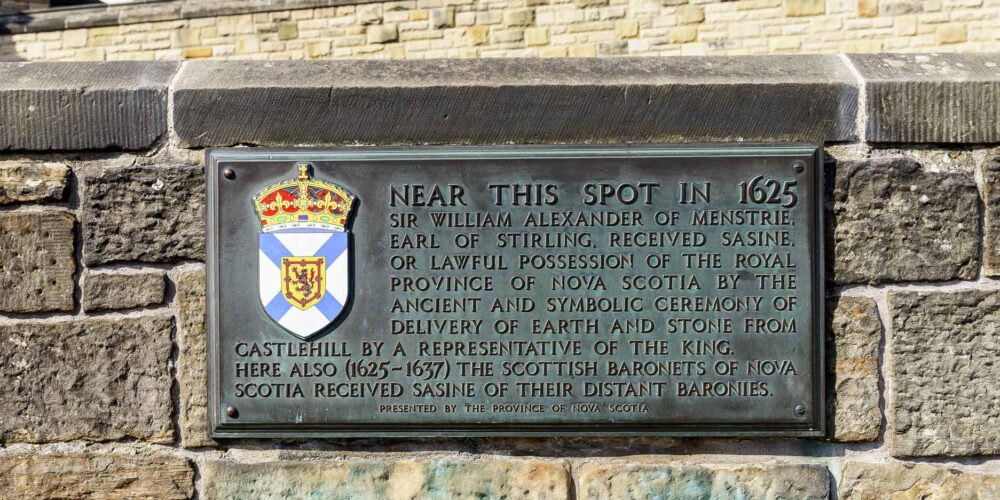 NEAR THIS SPOT IN 1625
SIR WILLIAM ALEXANDER OF MENSTRIE,
EARL OF STIRLING, RECEIVED SASINE,
OR LAWFUL POSSESSION OF THE ROYAL
PROVINCE OF NOVA SCOTIA BY THE
ANCIENT AND SYMBOLIC CEREMONY OF
DELIVERY OF EARTH AND STONE FROM
CASTLEHILL BY A REPRESENTATIVE OF THE KING.
HERE ALSO (1625~1637) THE SCOTTISH BARONETS OF NOVA
SCOTIA RECEIVED SASINE OF THEIR DISTANT BARONIES.
PRESENTED BY THE PROVINCE OF NOVA SCOTIA